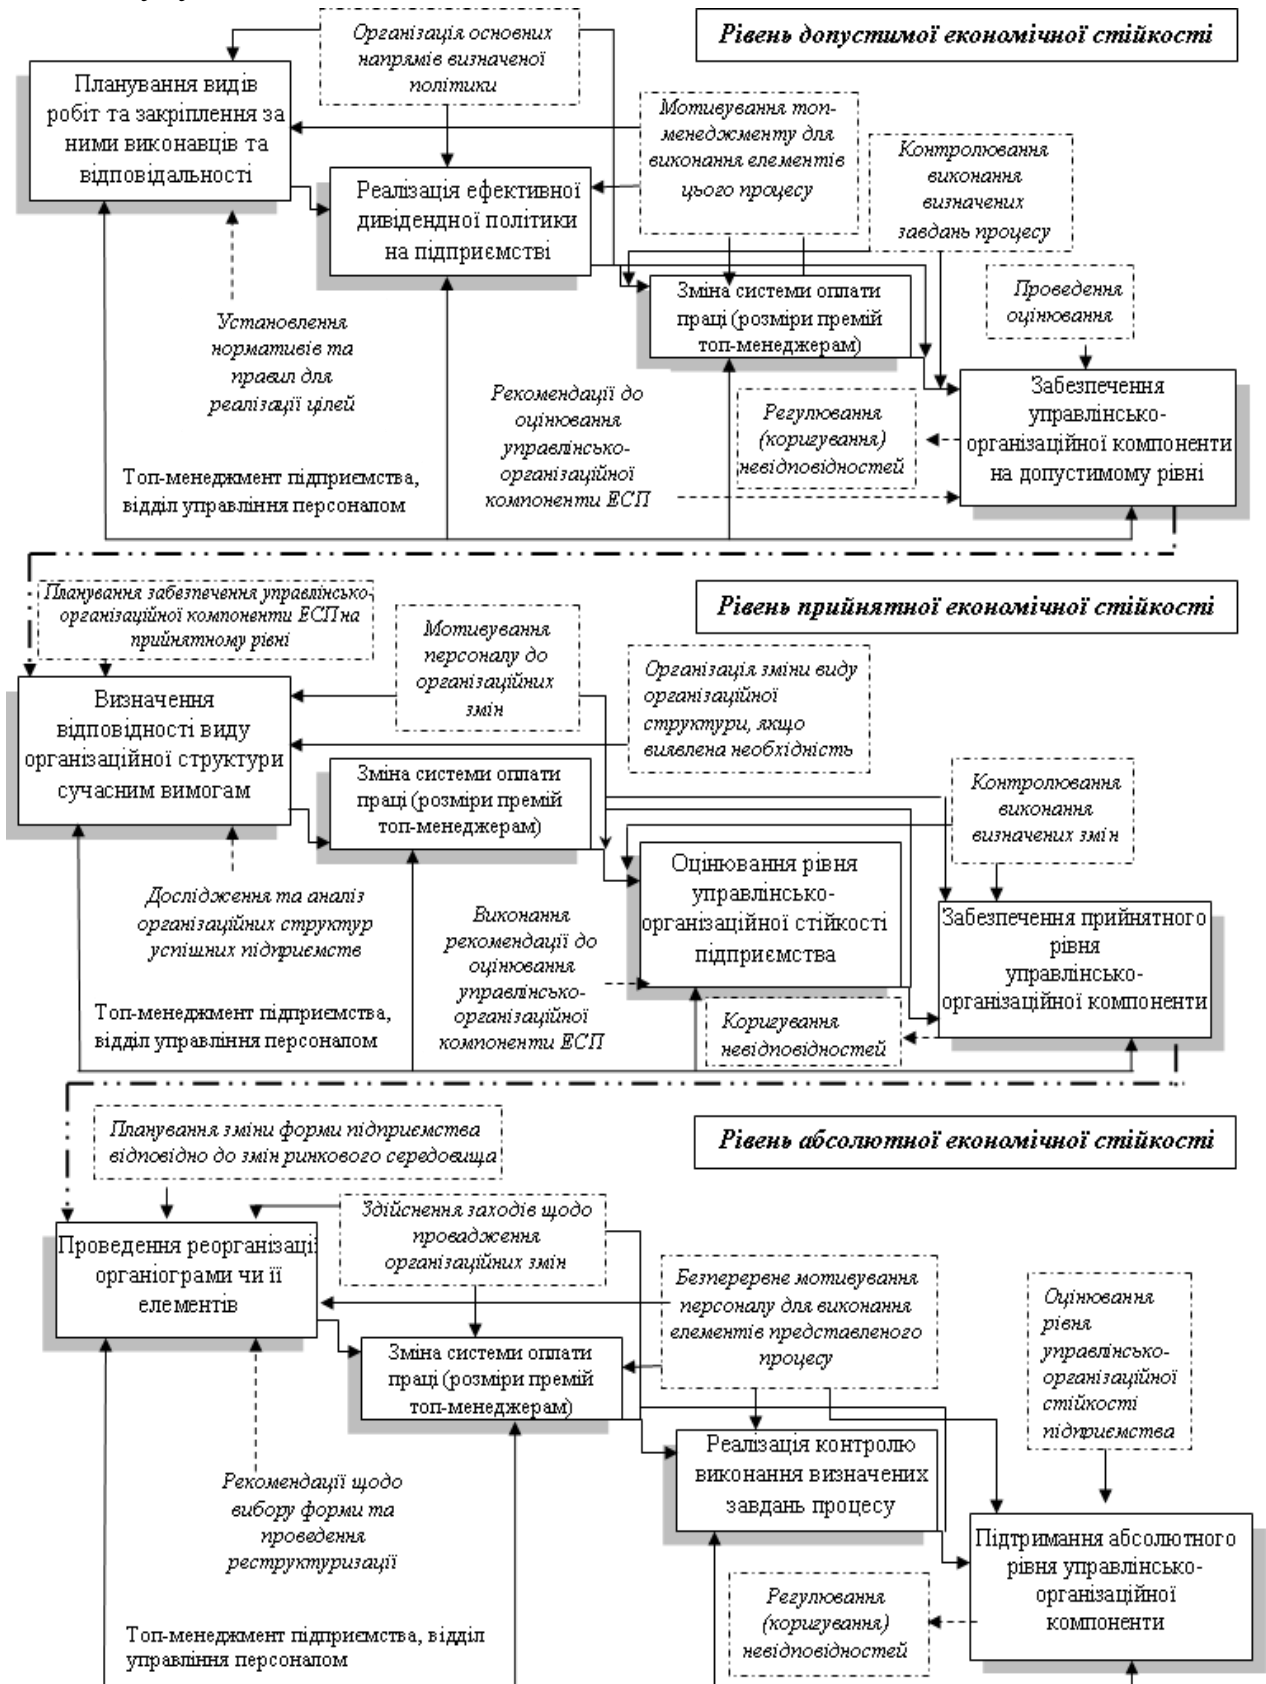 Організація основних
напрямів визначеної
політики
Рівень допустимої економічної стійкості
Планування видів
робіт та закріплення за
ними виконавців та
відповідальності
Мотивування топ-
менеджменту для
виконання елементів
цього процесу
Контролювання
виконання
визначених
завдань процесу
Реалізація ефективної
дивідендної політики
на підприємстві
Зміна системи оплати
праці (розміри премій
топ-менеджерам)
Проведення
оцінювання
Установлення
нормативів та
правил для
реалізації цілей
Рекомендації до
оцінювання
управлінсько-
організаційної
компоненти ЕСП
Регулювання
(коригування)
невідповідностей
Забезпечення
управлінсько-
організаційної компоненти
на допустимому рівні
Топ-менеджмент підприємства,
відділ управління персоналом
Планування забезпечення управлінсько-
організаційної компоненти ЕСП на
прийнятному рівні
Рівень прийнятної економічної стійкості
Мотивування
персоналу до
організаційних
змін
Організація зміни виду
організаційної
структури, якщо
виявлена необхідність
Визначення
відповідності виду
організаційної структури
сучасним вимогам
Зміна системи оплати
праці (розміри премій
топ-менеджерам)
Контролювання
виконання
визначених змін
Оцінювання рівня
управлінсько-
організаційної стійкості
підприємства
Дослідження та аналіз
організаційних структур
успішних підприємств
Виконання
рекомендації до
оцінювання
управлінсько-
організаційної
компоненти ЕСП
Забезпечення прийнятного
рівня
управлінсько-
організаційної компоненти
Топ-менеджмент підприємства,
відділ управління персоналом
Коригування
невідповідностей
Планування зміни форми підприємства
відповідно до змін ринкового середовища
Рівень абсолютної економічної стійкості
Здійснення заходів щодо
провадження
організаційних змін
Проведення реорганізації
органіограми чи її
елементів
Безперервне мотивування
персоналу для виконання
елементів представленого
процесу
Оцінювання
рівня
управлінсько-
організаційної
стійкості
підприємства
Зміна системи оплати
праці (розміри премій
топ-менеджерам)
Реалізація контролю
виконання визначених
завдань процесу
Рекомендації щодо
вибору форми та
проведення
реструктуризації
Підтримання абсолютного
рівня управлінсько-
організаційної
компоненти
Регулювання
(коригування)
невідповідностей
Топ-менеджмент підприємства, відділ
управління персоналом